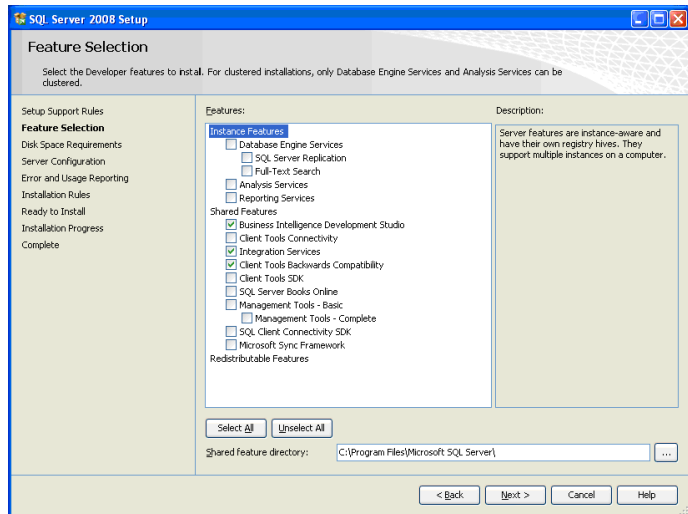 SQL Server 2008 Setup
Feature Selection
Select the Developer features to install. For clustered installations, only Database Engine Services and Analysis Services can be
clustered.
Setup Support Rules
Feature Selection
Disk Space Requirements
Server Configuration
Error and Usage Reporting
Installation Rules
Ready to Install
Installation Progress
Complete
Features:
Instance Features
Database Engine Services
SQL Server Replication
Full-Text Search
Analysis Services
Reporting Services
Shared Features
Business Intelligence Development Studio
Client Tools Connectivity
Integration Services
Client Tools Backwards Compatibility
Client Tools SDK
SQL Server Books Online
Management Tools - Basic
Management Tools - Complete
SQL Client Connectivity SDK
Microsoft Sync Framework
Redistributable Features
Description:
Server features are instance-aware and
have their own registry hives. They
support multiple instances on a computer.
Select All
Unselect All
Shared feature directory:
C:\Program Files\Microsoft SQL Server\
...
< Back
Next >
Cancel
Help